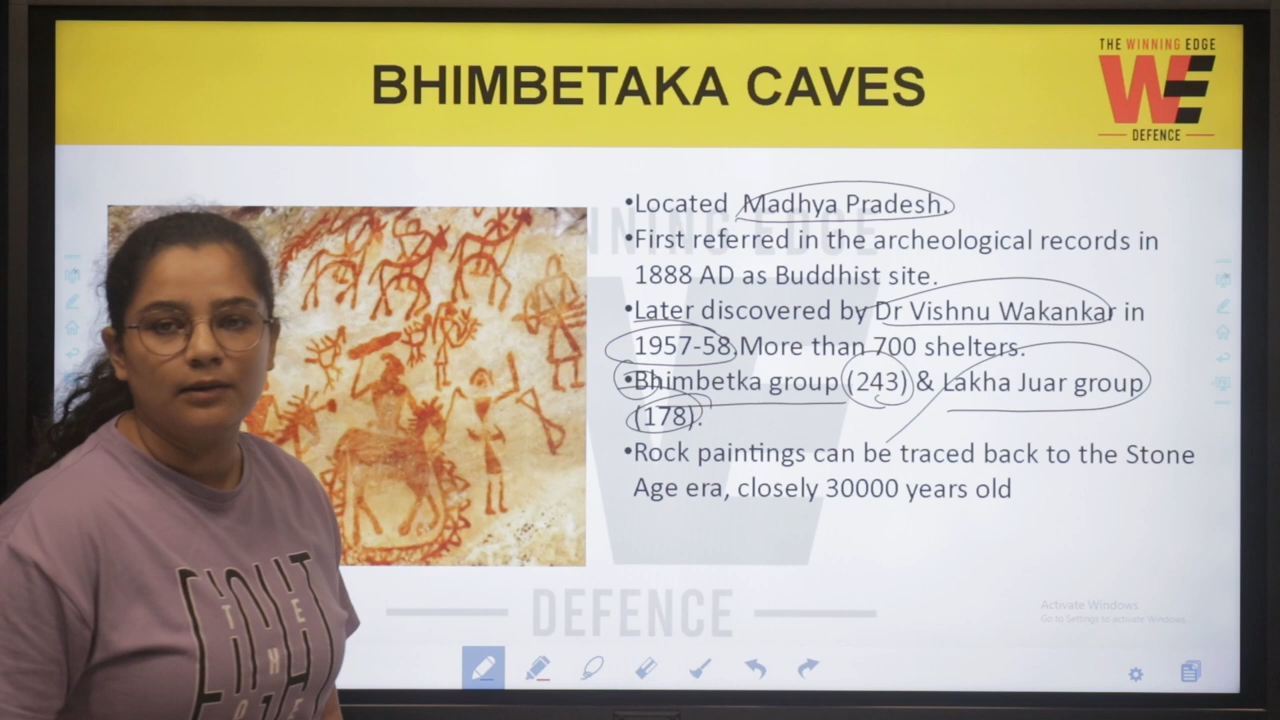 BHIMBETAKA CAVES
THE WINNING EDGE
WE
DEFENCE
•Located Madhya Pradesh.
•First referred in the archeological records in
1888 AD as Buddhist site.
•Later discovered by Dr Vishnu Wakankar in
1957-58.More than 700 shelters.
•Bhimbetka group (243) & Lakha Juar group
(178).
•Rock paintings can be traced back to the Stone
Age era, closely 30000 years old
DEFENCE
Activate Windows
Go to Settings to activate Windows.
THE